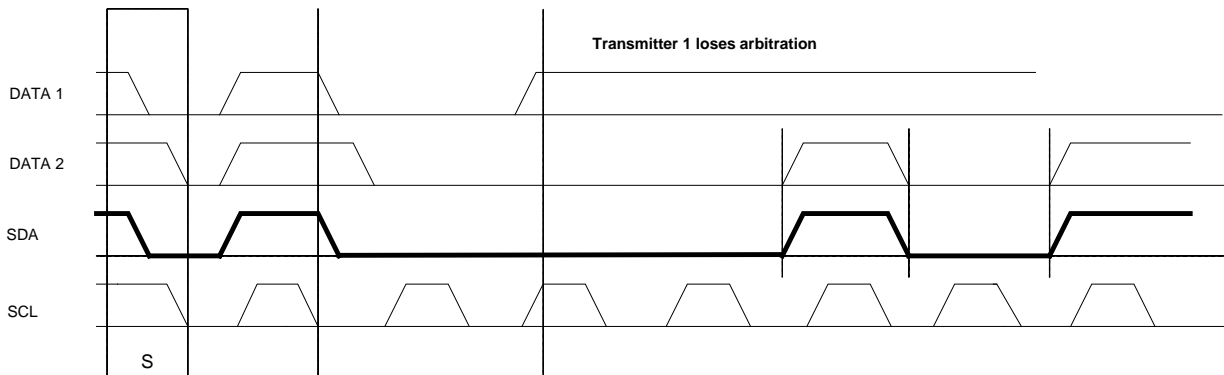 Transmitter 1 loses arbitration
DATA 1
DATA 2
SDA
SCL
S